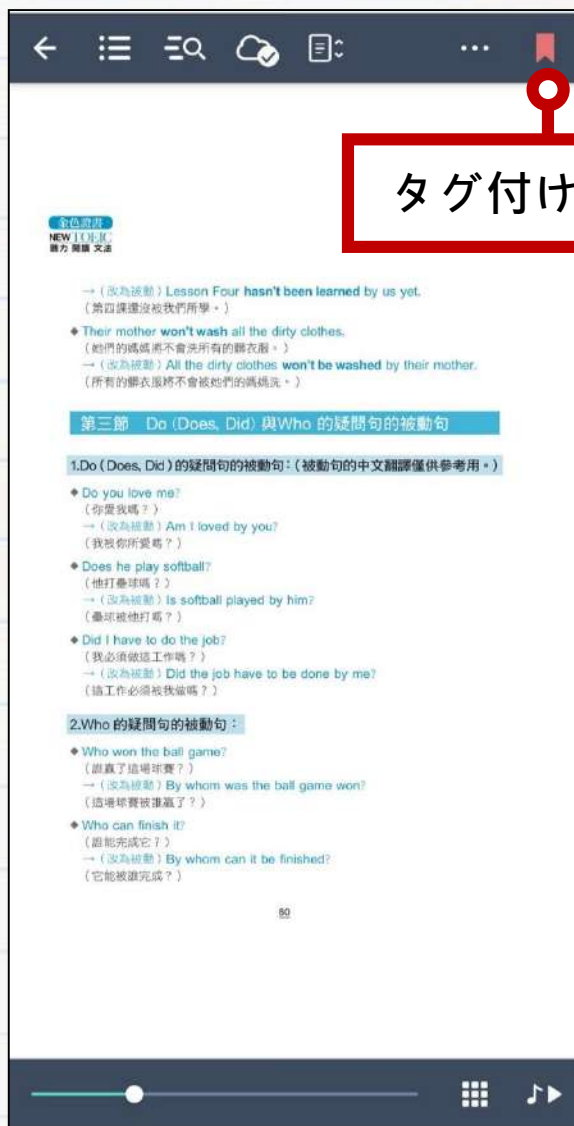 タグ付け
金色證書
NEW TOEIC
聽力 閱讀 文法
→（改為被動）Lesson Four hasn't been learned by us yet.
（第四課還沒被我們所學。）
◆ Their mother won't wash all the dirty clothes.
（她們的媽媽將不會洗所有的髒衣服。）
→（改為被動）All the dirty clothes won't be washed by their mother.
（所有的髒衣服將不會被她們的媽媽洗。）
第三節 Do (Does, Did) 與Who 的疑問句的被動句
1.Do（Does, Did）的疑問句的被動句：（被動句的中文翻譯僅供參考用。）
◆ Do you love me?
（你愛我嗎？）
→（改為被動）Am I loved by you?
（我被你所愛嗎？）
◆ Does he play softball?
（他打壘球嗎？）
→（改為被動）Is softball played by him?
（壘球被他打嗎？）
◆ Did I have to do the job?
（我必須做這工作嗎？）
→（改為被動）Did the job have to be done by me?
（這工作必須被我做嗎？）
2.Who 的疑問句的被動句：
◆ Who won the ball game?
（誰贏了這場球賽？）
→（改為被動）By whom was the ball game won?
（這場球賽被誰贏了？）
◆ Who can finish it?
（誰能完成它？）
→（改為被動）By whom can it be finished?
（它能被誰完成？）
60